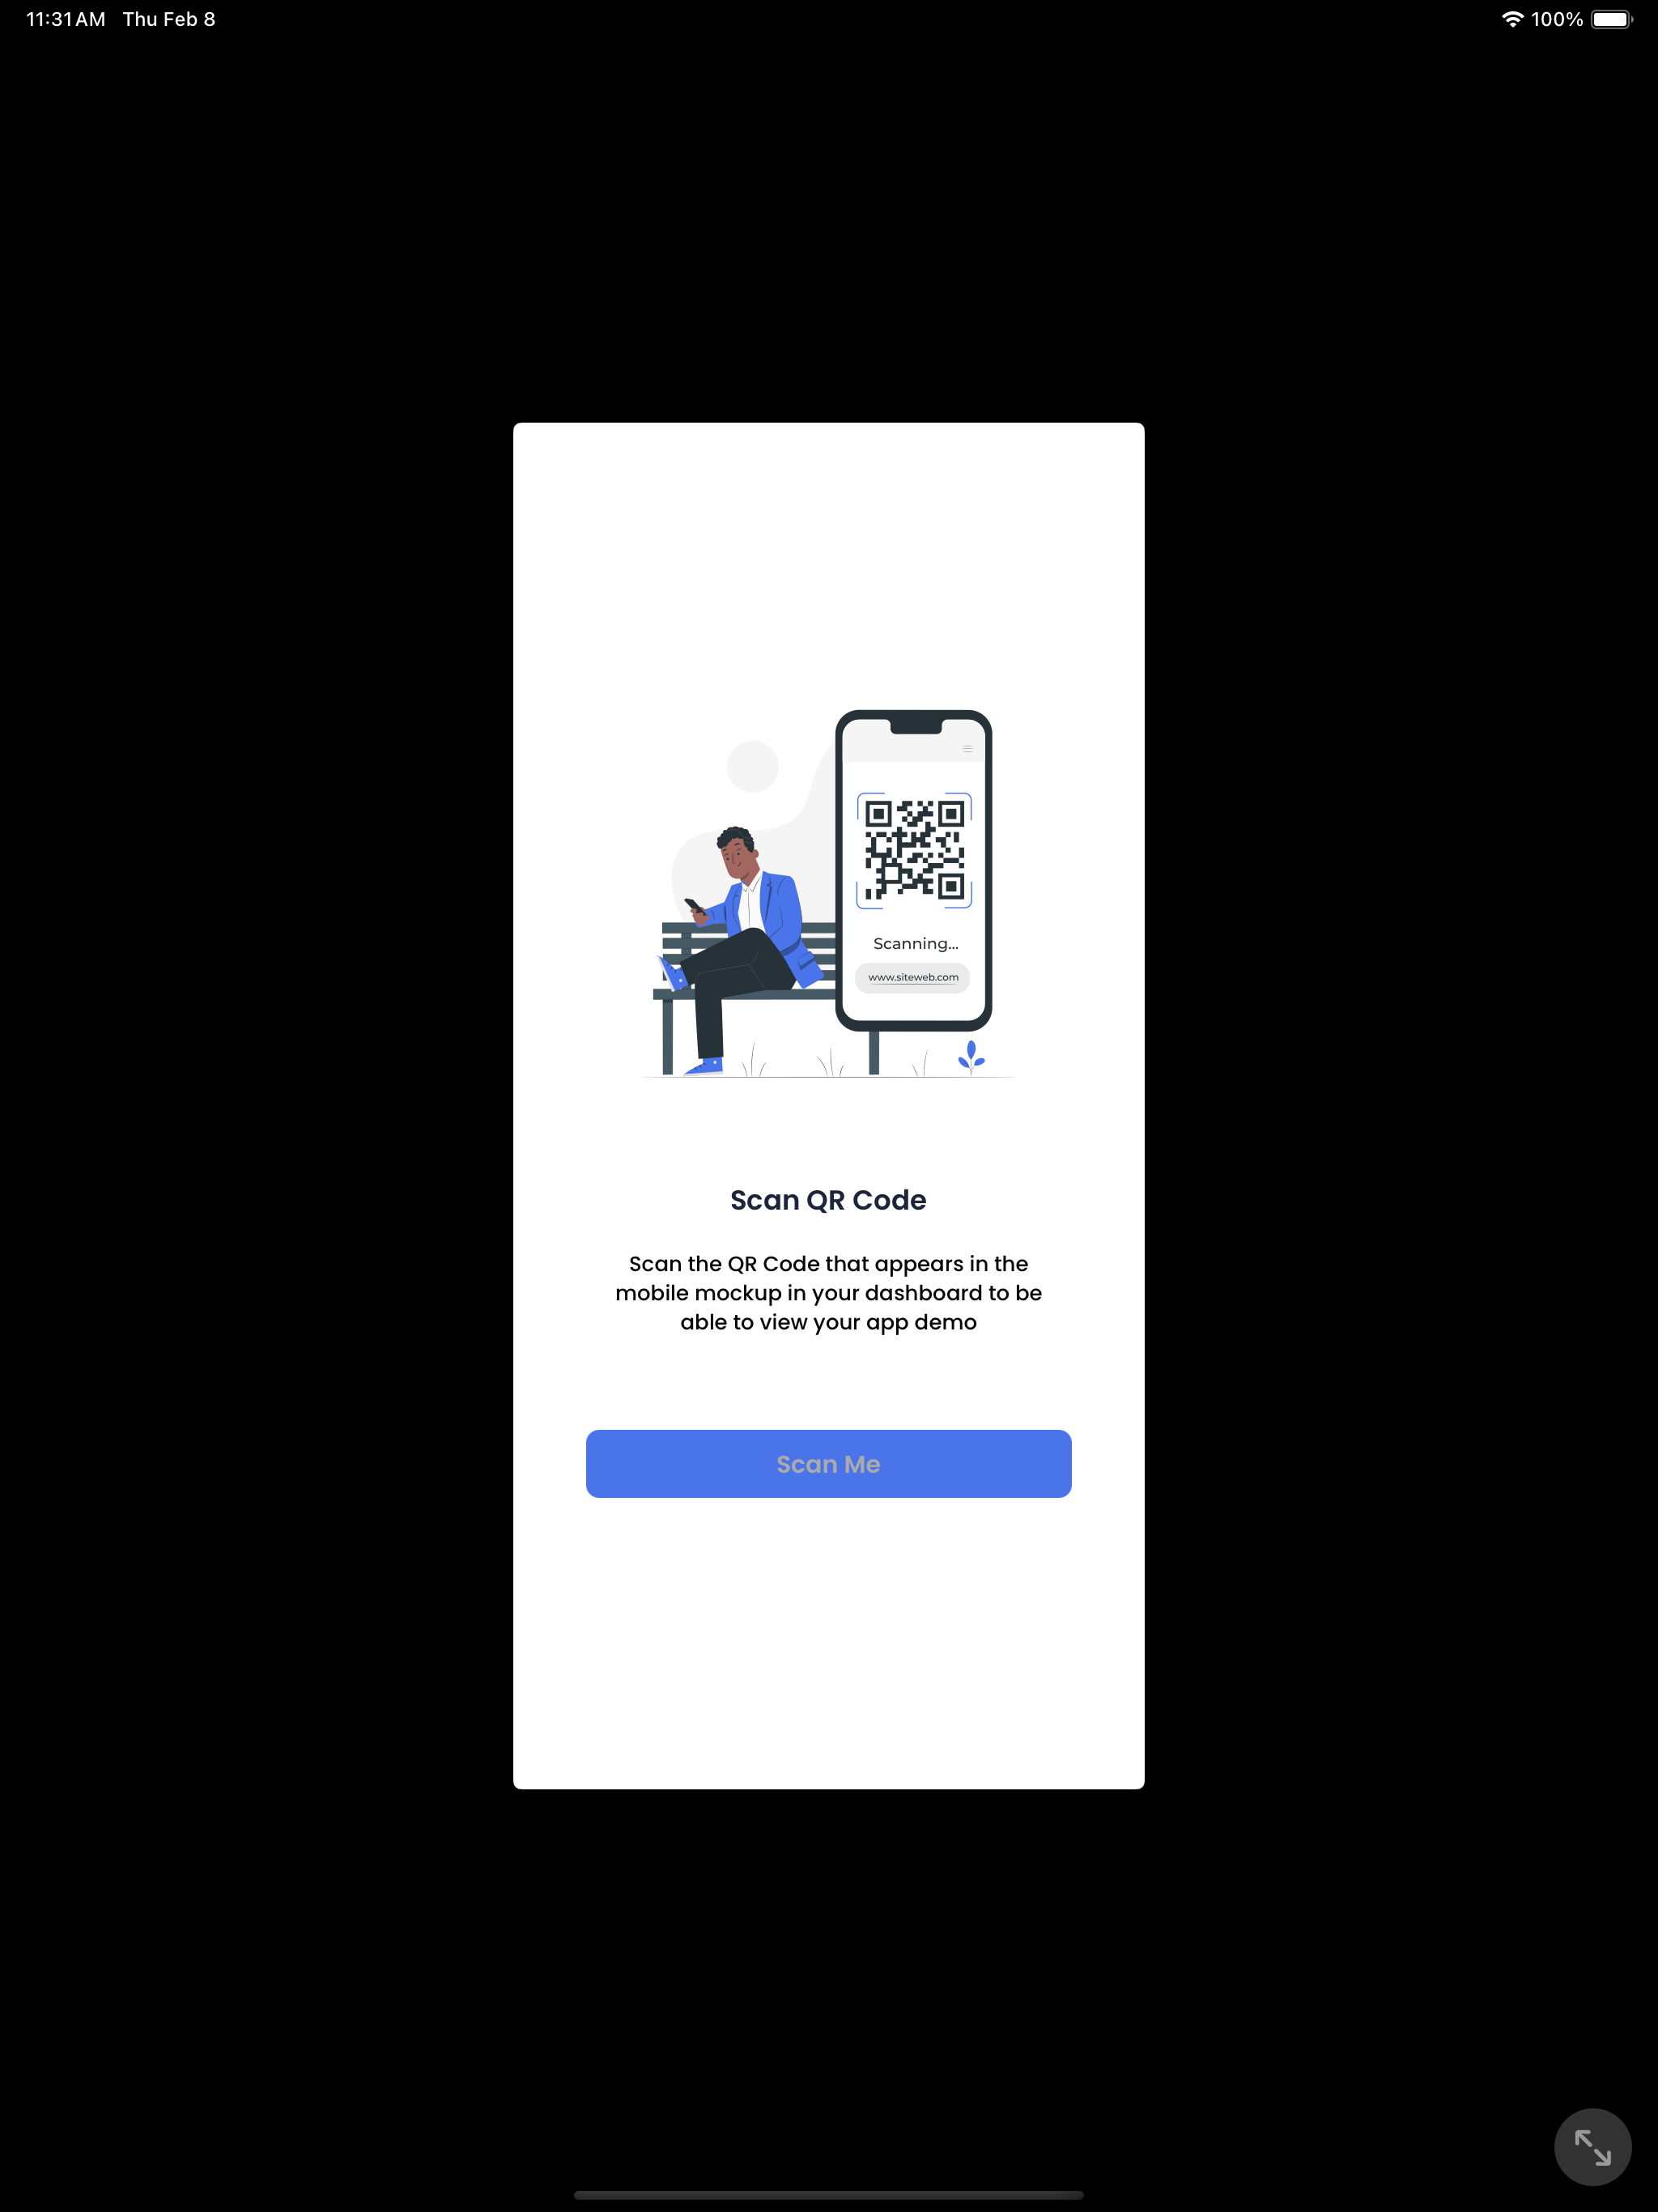 11:31 AM Thu Feb 8 100%
Scanning...
www.siteweb.com
Scan QR Code
Scan the QR Code that appears in the
mobile mockup in your dashboard to be
able to view your app demo
Scan Me